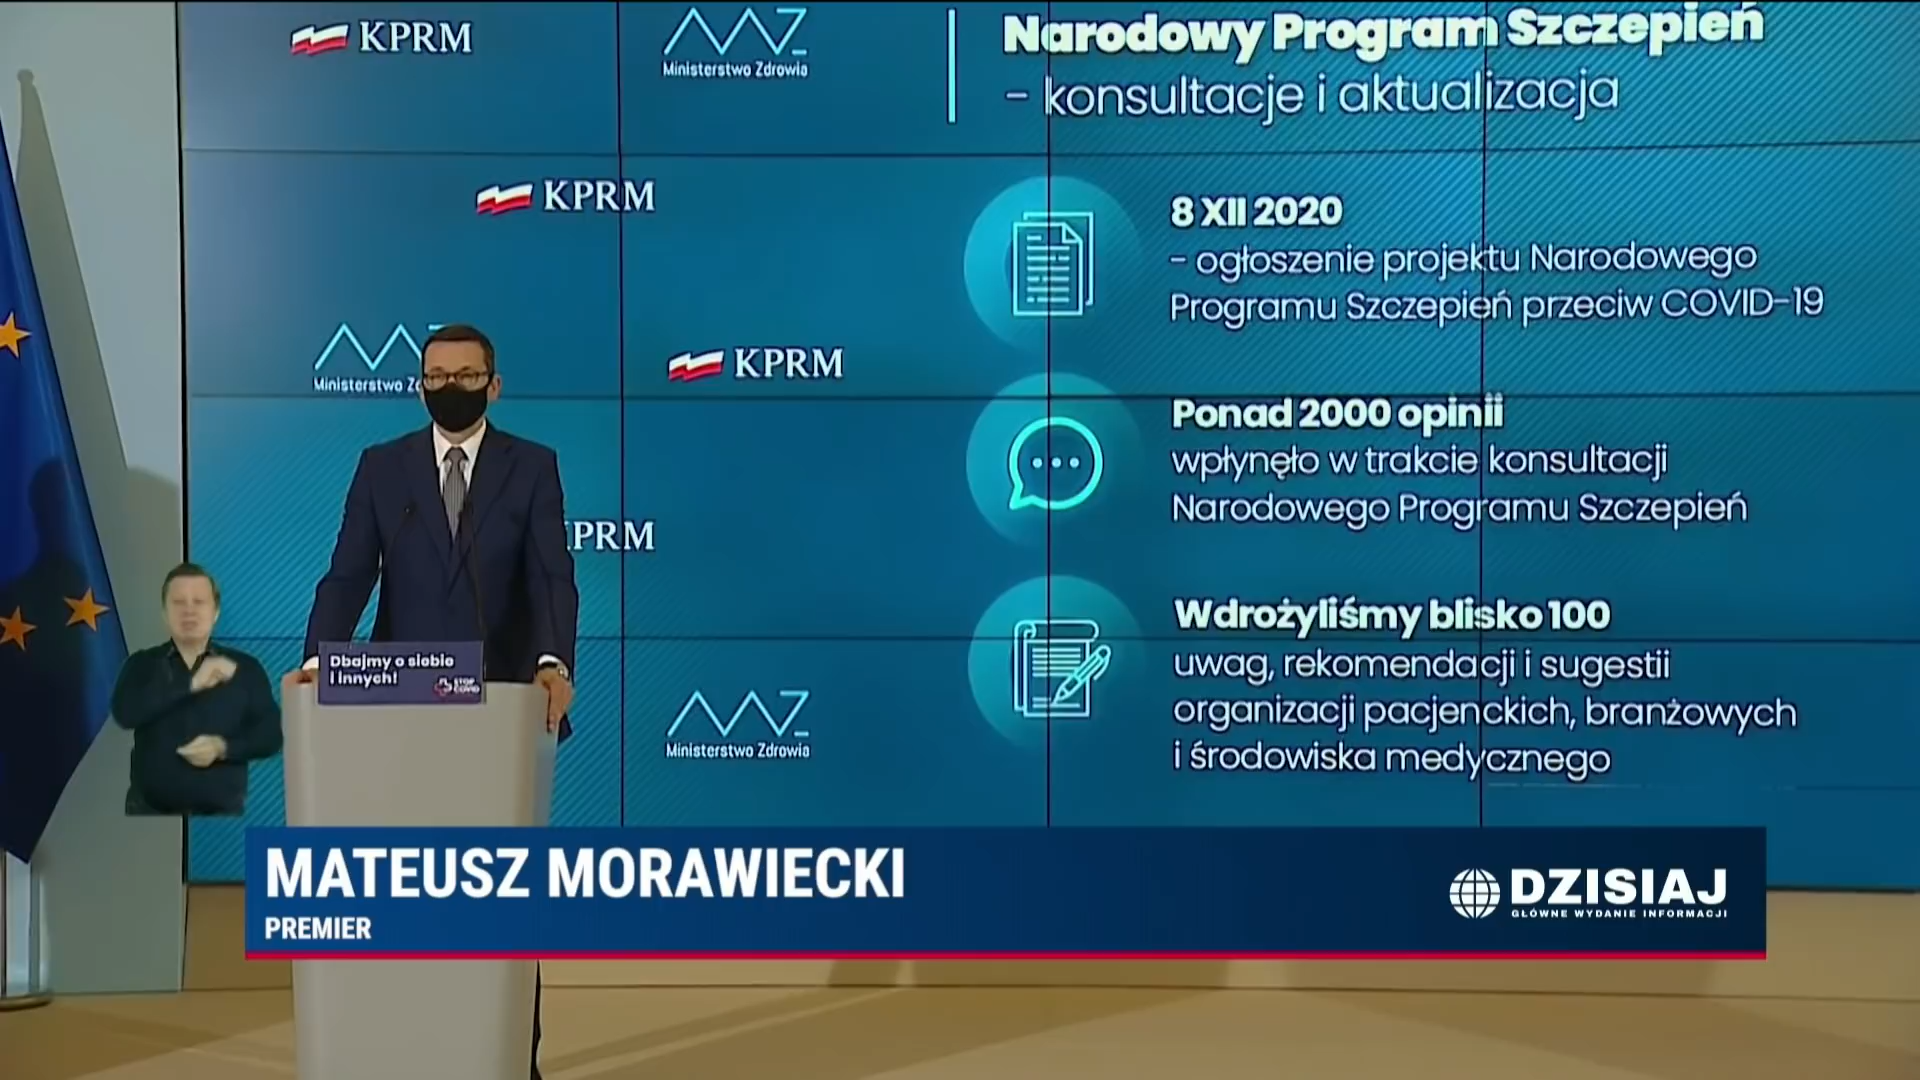 KPRM
Ministerstwo Zdrowia
Narodowy Program Szczepień
- konsultacje i aktualizacja
KPRM
8 XII 2020
- ogłoszenie projektu Narodowego
Programu Szczepień przeciw COVID-19
Ministerstwo Z
KPRM
Ponad 2000 opinii
wpłynęło w trakcie konsultacji
Narodowego Programu Szczepień
KPRM
Wdrożyliśmy blisko 100
uwag, rekomendacji i sugestii
organizacji pacjenckich, branżowych
i środowiska medycznego
Dbajmy o siebie
i innych!
STOP
COVID
Ministerstwo Zdrowia
MATEUSZ MORAWIECKI
PREMIER
DZISIAJ
GŁÓWNE WYDANIE INFORMACJI